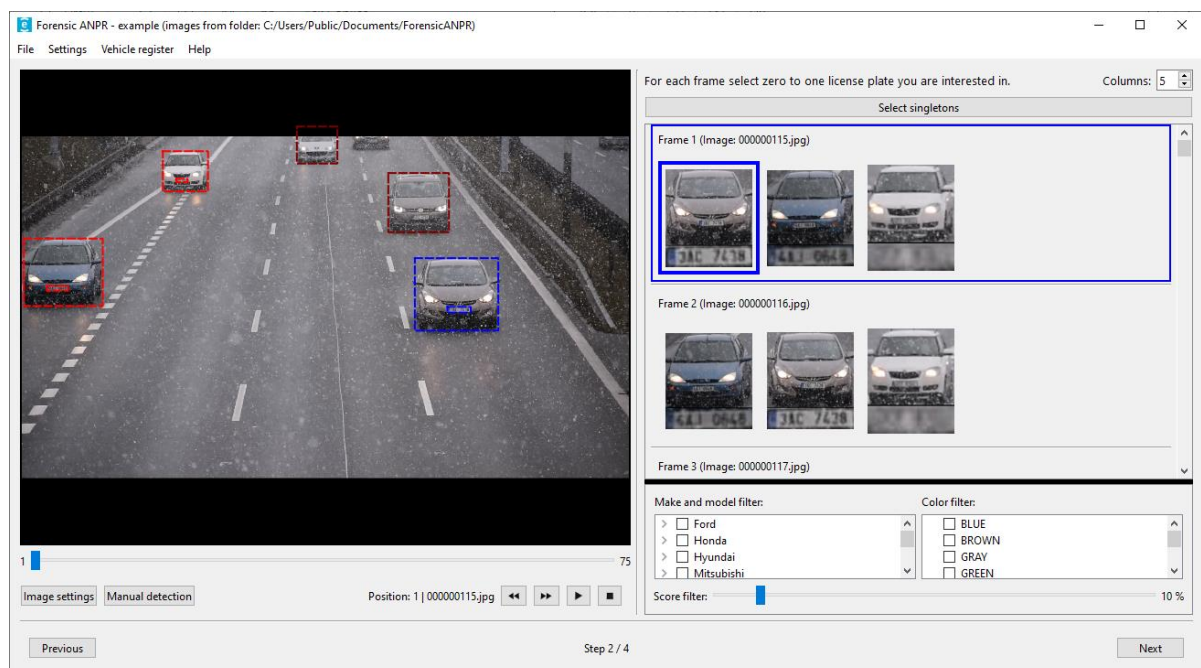 Forensic ANPR - example (images from folder: C:/Users/Public/Documents/ForensicANPR)
File Settings Vehicle register Help
For each frame select zero to one license plate you are interested in. Columns: 5
Select singletons
Frame 1 (Image: 000000115.jpg)
3AC 7438
Frame 2 (Image: 000000116.jpg)
3AC 7438
Frame 3 (Image: 000000117.jpg)
Make and model filter: Color filter:
Ford BLUE
Honda BROWN
Hyundai GRAY
Mitsubishi GREEN
1 75
Image settings Manual detection Position: 1 | 000000115.jpg Score filter: 10 %
Previous Step 2 / 4 Next